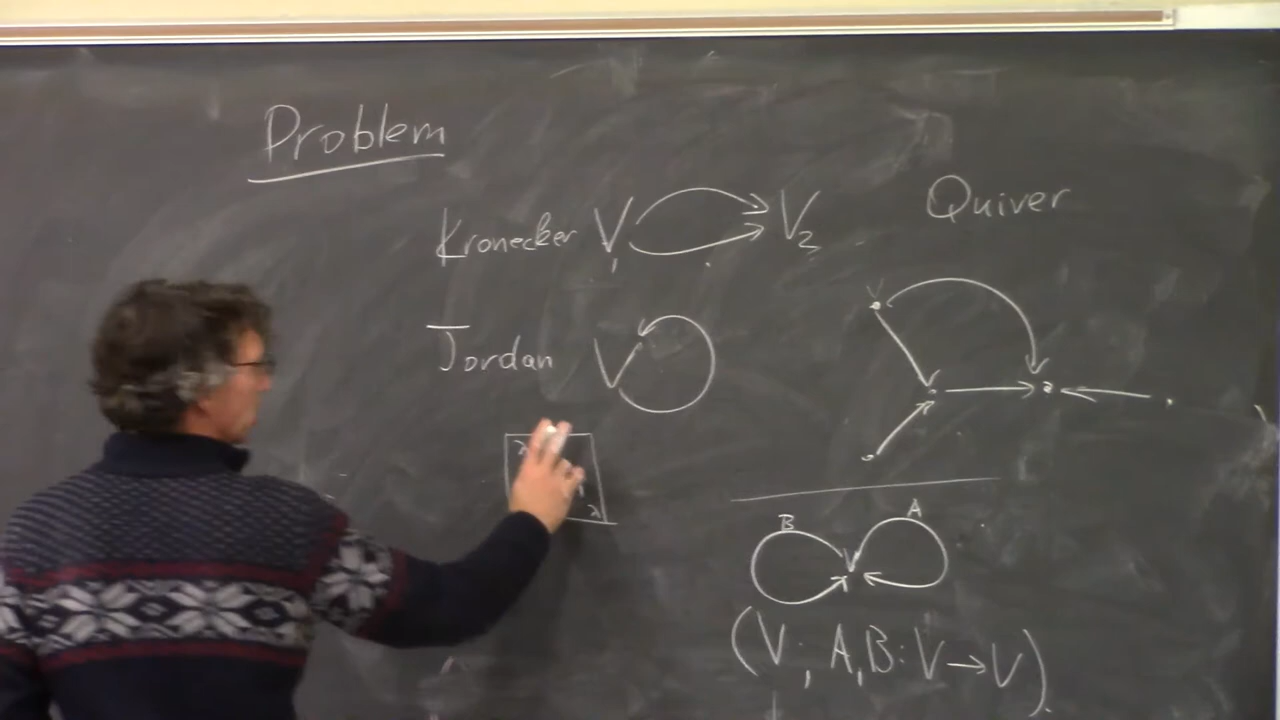 Problem
Kronecker V₁ V₂
Jordan V
λ
λ
Quiver
B A
V
(V; A,B: V→V)